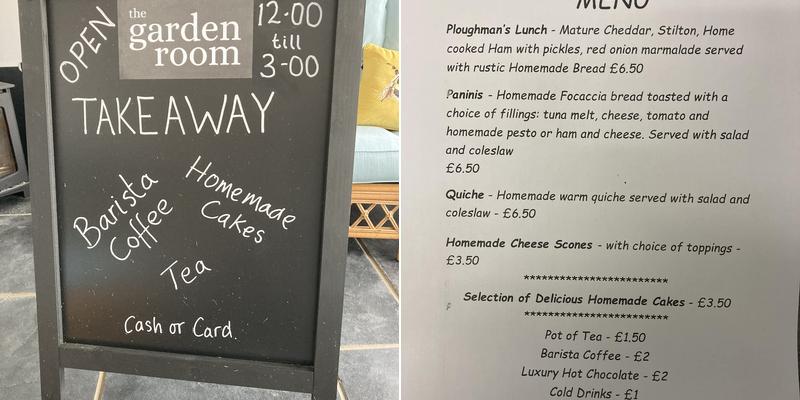 OPEN
the
garden
room
12-00
till
3-00
TAKEAWAY
Barista
Coffee
Homemade
Cakes
Tea
Cash or Card.
MENU
Ploughman's Lunch - Mature Cheddar, Stilton, Home
cooked Ham with pickles, red onion marmalade served
with rustic Homemade Bread £6.50
Paninis - Homemade Focaccia bread toasted with a
choice of fillings: tuna melt, cheese, tomato and
homemade pesto or ham and cheese. Served with salad
and coleslaw
£6.50
Quiche - Homemade warm quiche served with salad and
coleslaw - £6.50
Homemade Cheese Scones - with choice of toppings -
£3.50
************************
Selection of Delicious Homemade Cakes - £3.50
************************
Pot of Tea - £1.50
Barista Coffee - £2
Luxury Hot Chocolate - £2
Cold Drinks - £1